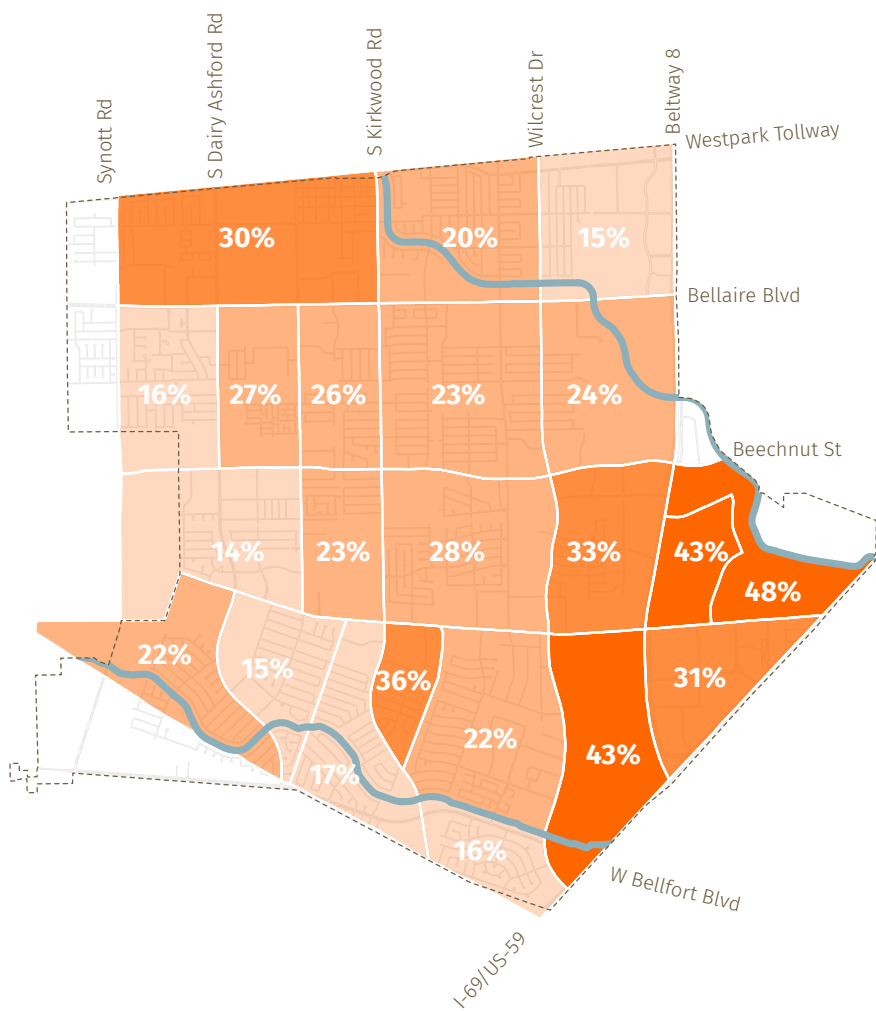 Synott Rd
S Dairy Ashford Rd
S Kirkwood Rd
Wilcrest Dr
Beltway 8
Westpark Tollway
30%
20%
15%
Bellaire Blvd
16%
27%
26%
23%
24%
Beechnut St
14%
23%
28%
33%
43%
48%
22%
15%
36%
31%
22%
43%
17%
16%
W Bellfort Blvd
I-69/US-59